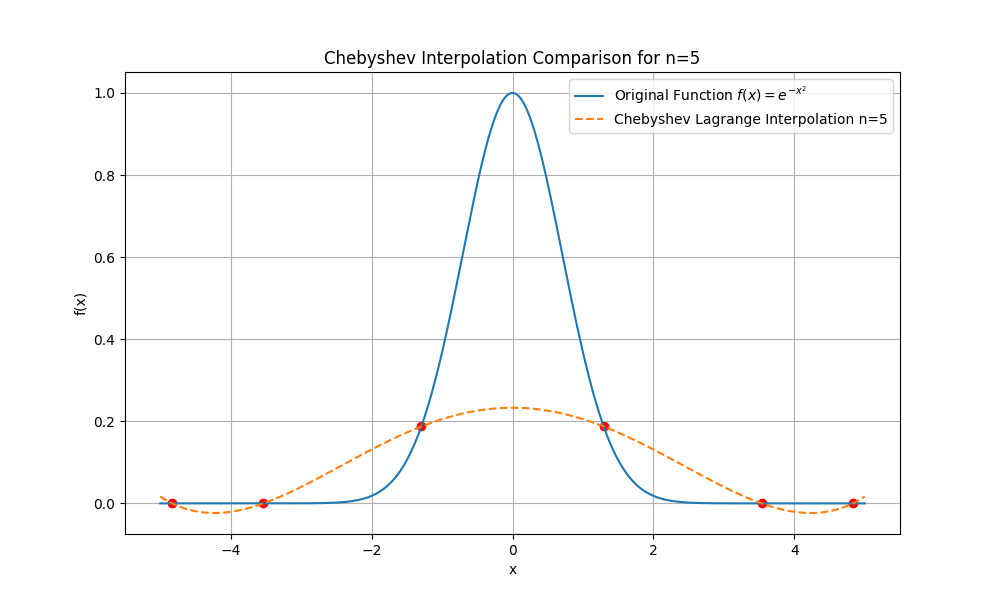 Chebyshev Interpolation Comparison for n=5
Original Function $f(x) = e^{-x^2}$
Chebyshev Lagrange Interpolation n=5
f(x)
1.0
0.8
0.6
0.4
0.2
0.0
−4 −2 0 2 4
x